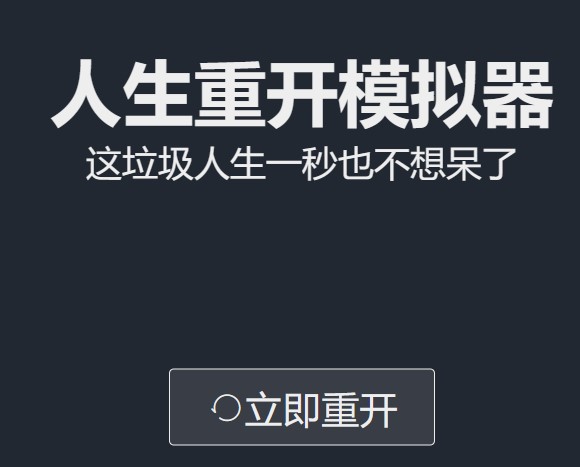 人生重开模拟器
这垃圾人生一秒也不想呆了
立即重开